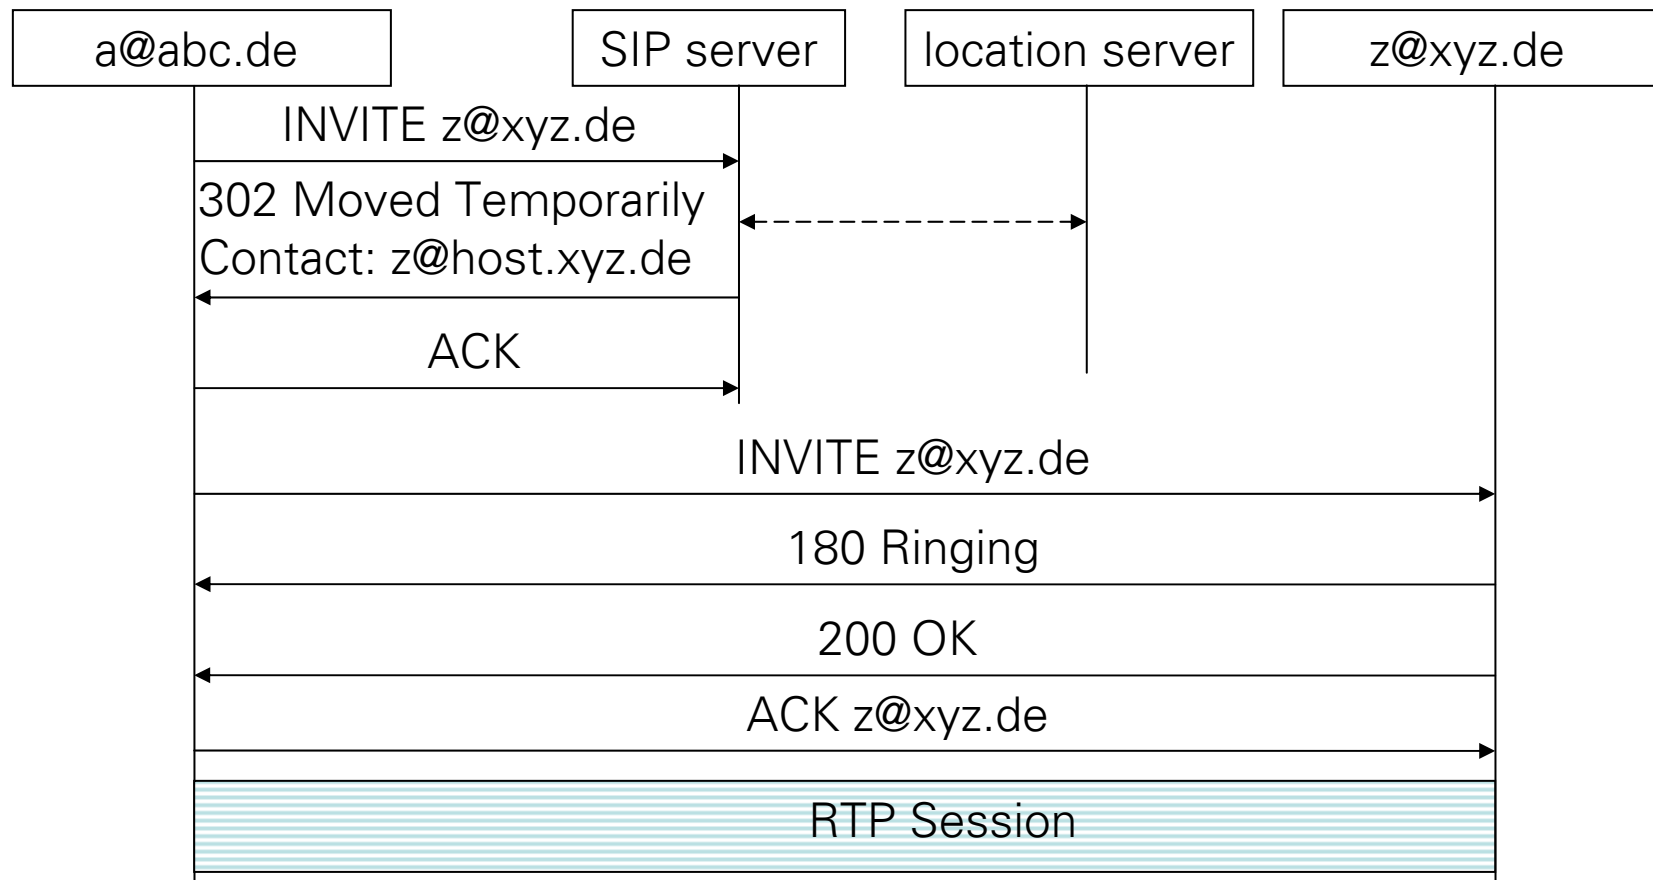 a@abc.de
SIP server
location server
z@xyz.de
INVITE z@xyz.de
302 Moved Temporarily
Contact: z@host.xyz.de
ACK
INVITE z@xyz.de
180 Ringing
200 OK
ACK z@xyz.de
RTP Session